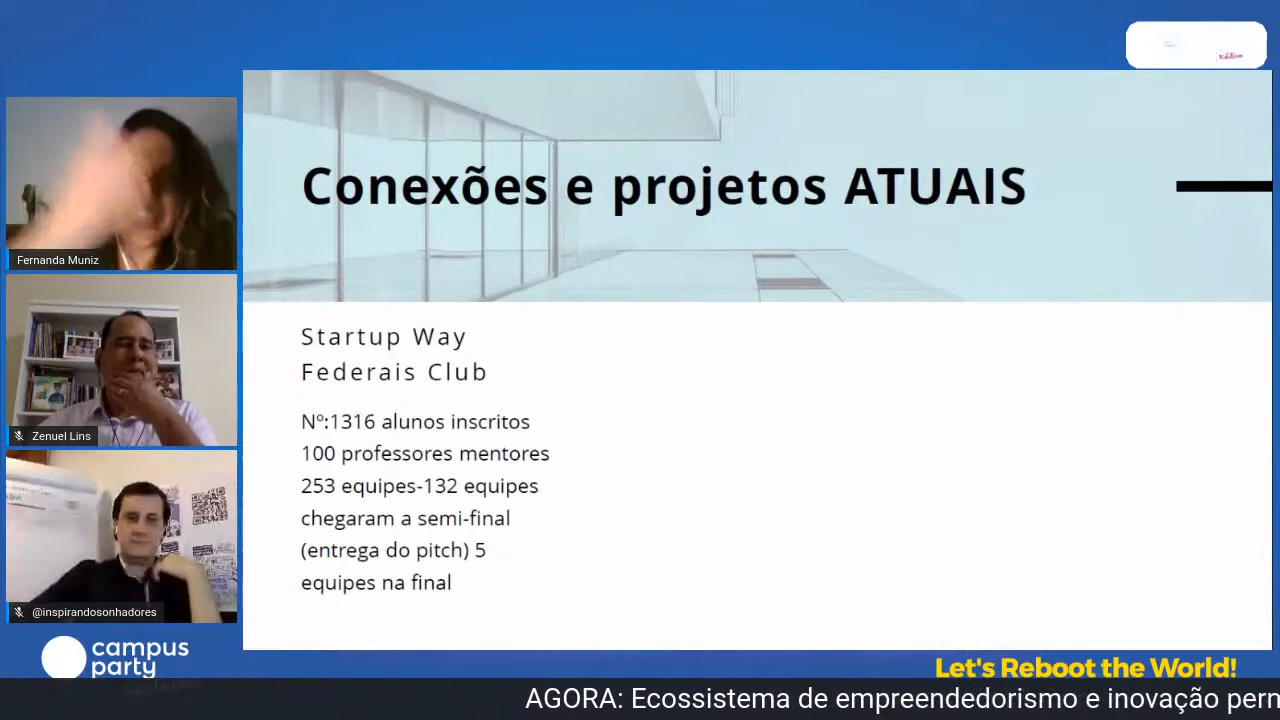 Edition
Conexões e projetos ATUAIS
Fernanda Muniz
Startup Way
Federais Club
Nº:1316 alunos inscritos
100 professores mentores
253 equipes-132 equipes
chegaram a semi-final
(entrega do pitch) 5
equipes na final
Zenuel Lins
@inspirandosonhadores
campus
party
Let's Reboot the World!
AGORA: Ecossistema de empreendedorismo e inovação pern